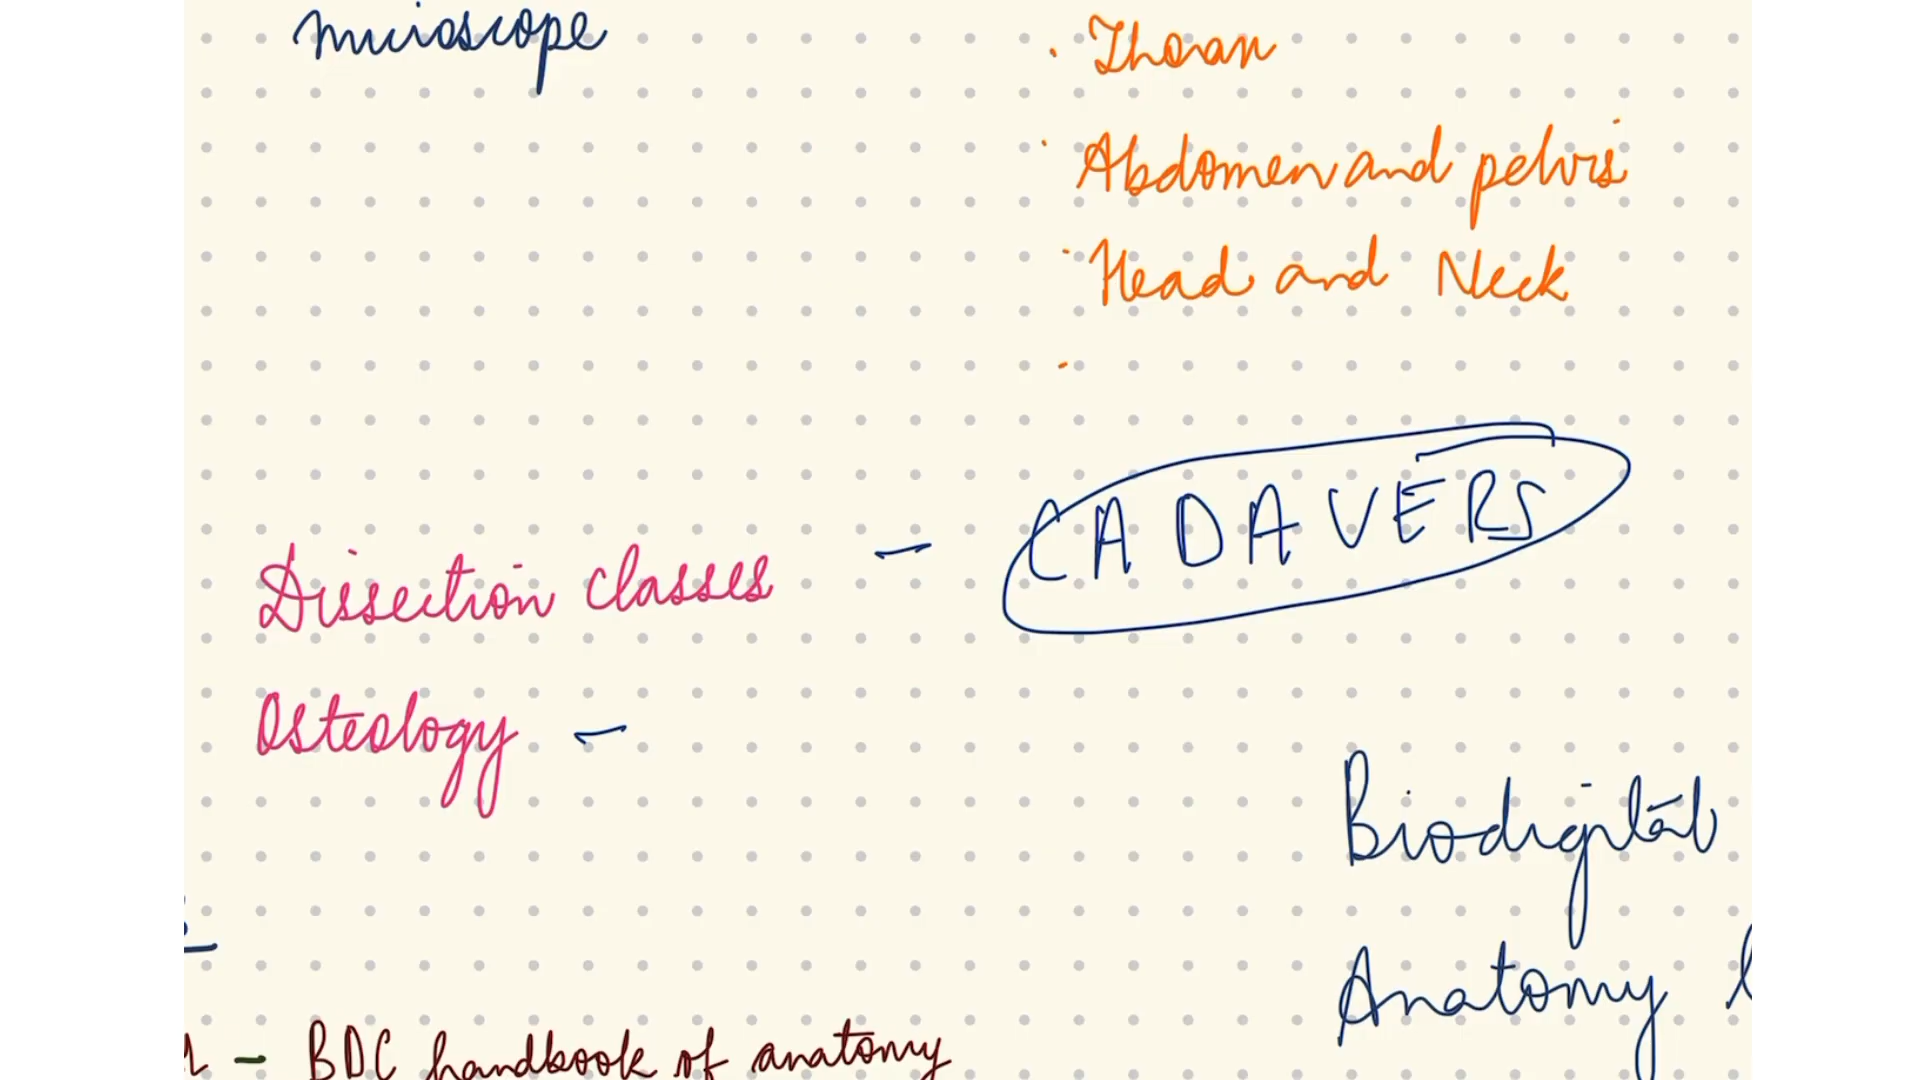 microscope
· Thorax
· Abdomen and pelvis
· Head and Neck
·
Dissection classes - CADAVERS
Osteology -
Biodigital
Anatomy
- BDC handbook of anatomy